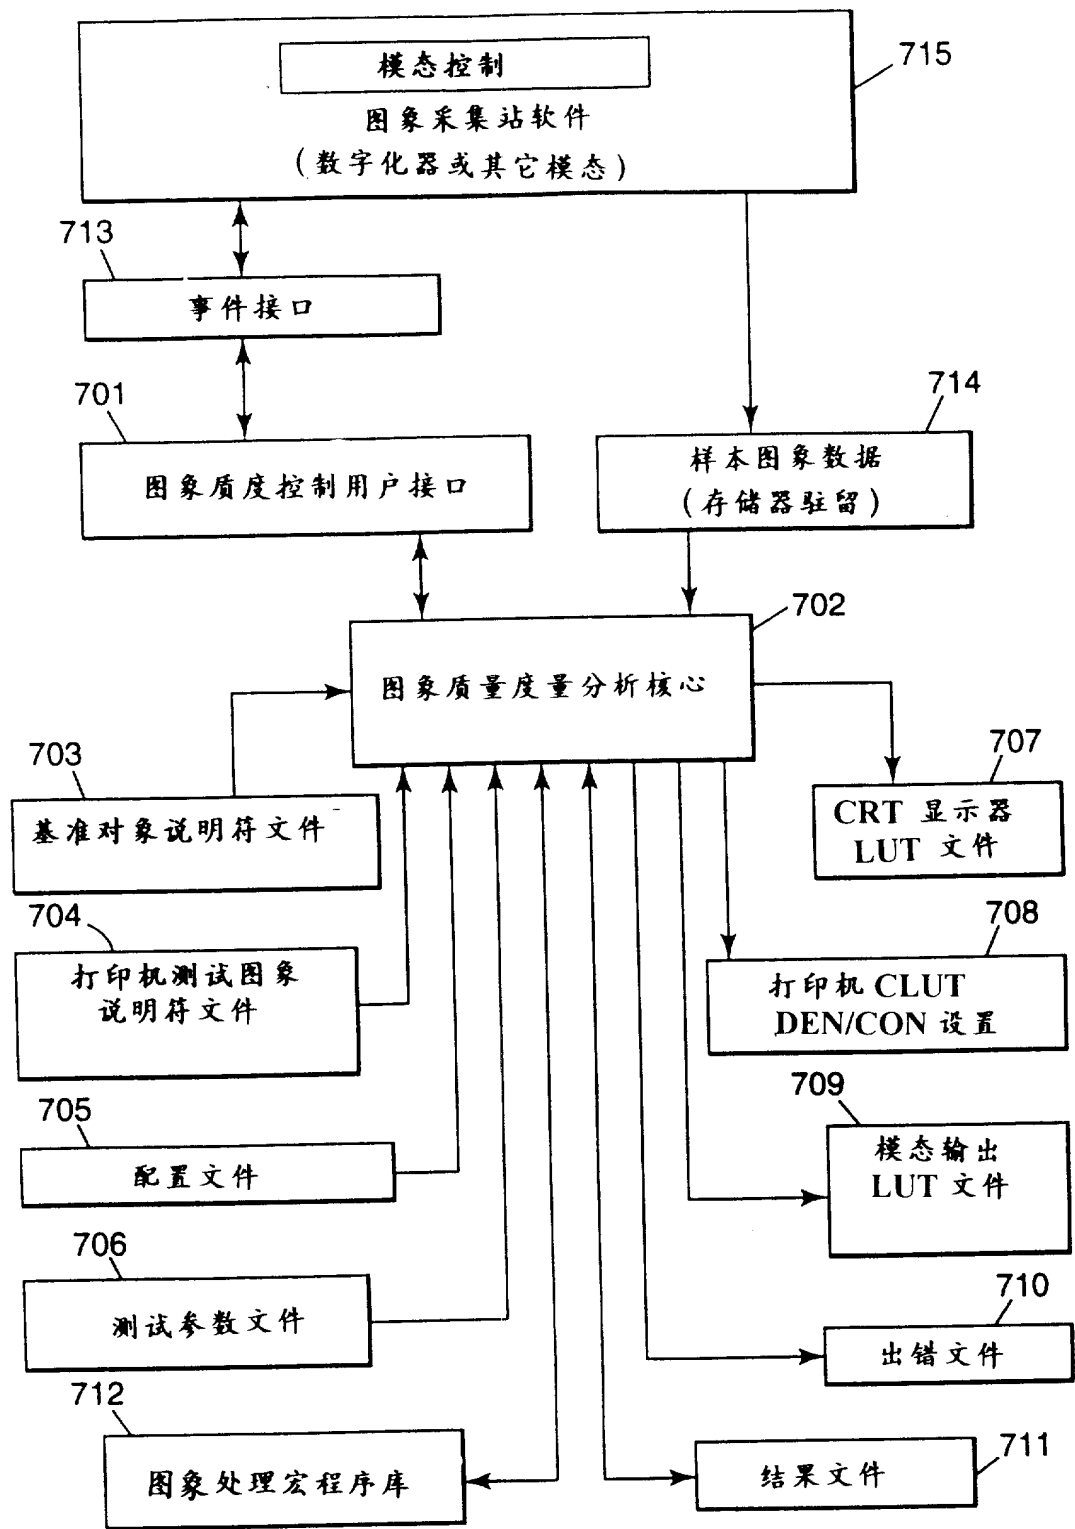 模态控制
图象采集站软件
(数字化器或其它模态)
715
713
事件接口
701
图象质度控制用户接口
714
样本图象数据
(存储器驻留)
702
图象质量度量分析核心
703
基准对象说明符文件
704
打印机测试图象
说明符文件
705
配置文件
706
测试参数文件
712
图象处理宏程序库
707
CRT 显示器
LUT 文件
708
打印机 CLUT
DEN/CON 设置
709
模态输出
LUT 文件
710
出错文件
711
结果文件